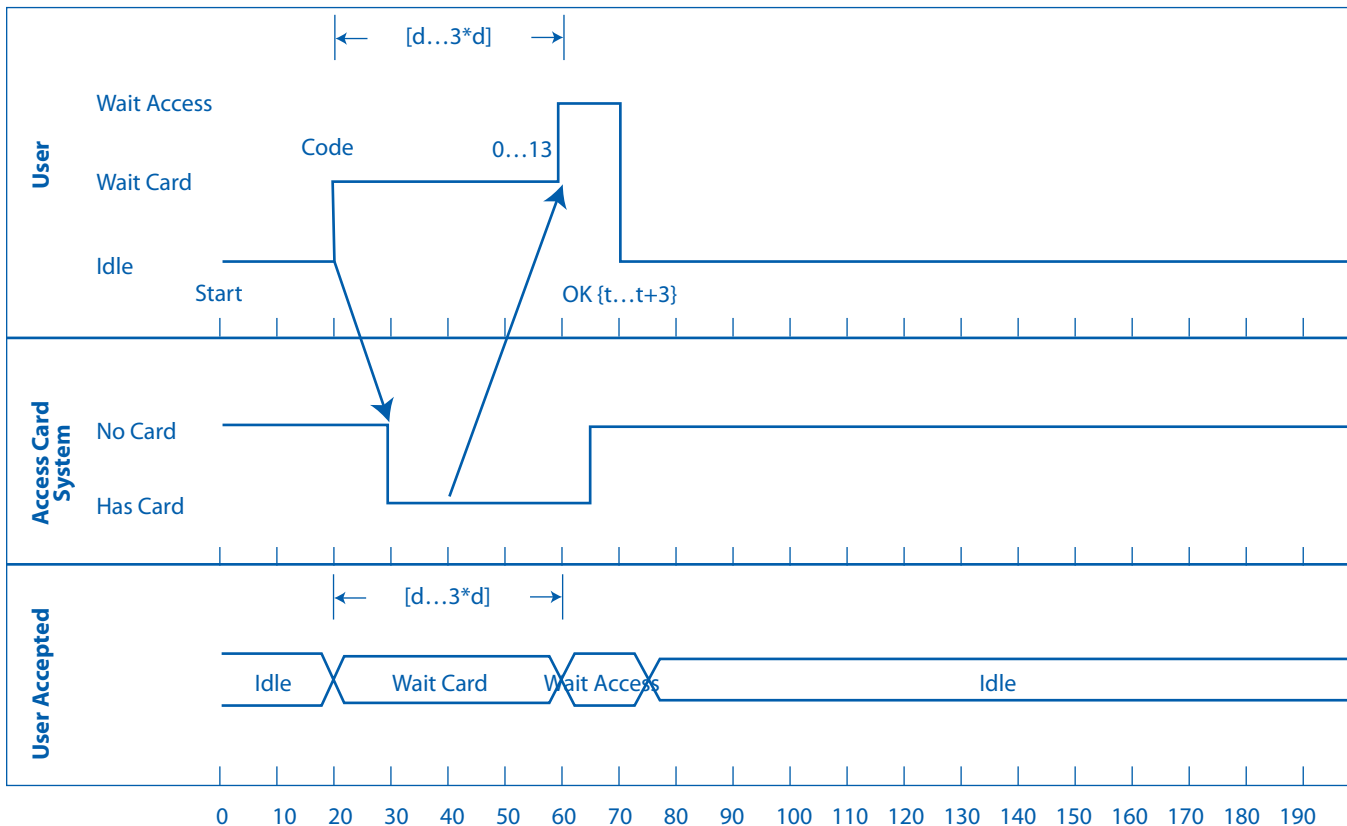 [d…3*d]
Wait Access
Code
0…13
User
Wait Card
Idle
Start
OK {t…t+3}
Access Card
System
No Card
Has Card
[d…3*d]
User Accepted
Idle
Wait Card
Wait Access
Idle
0 10 20 30 40 50 60 70 80 90 100 110 120 130 140 150 160 170 180 190